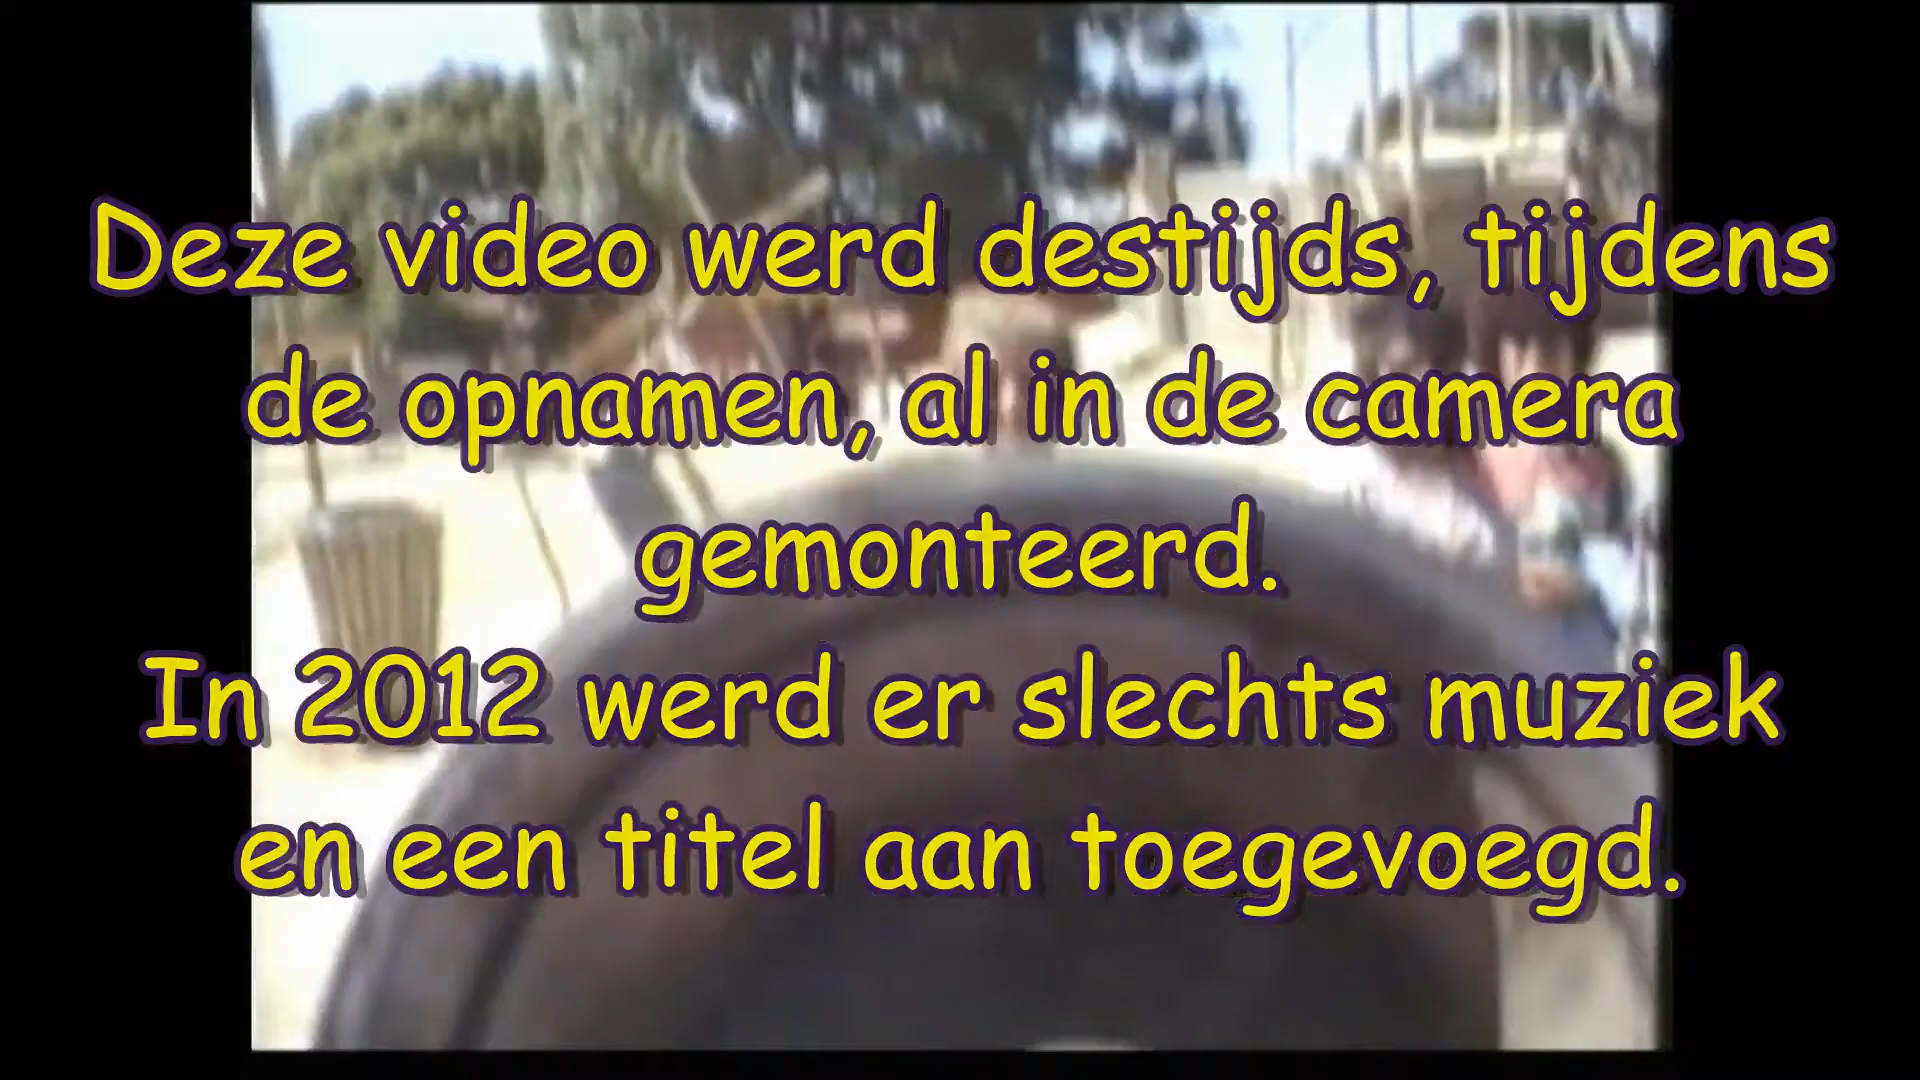 Deze video werd destijds, tijdens
de opnamen, al in de camera
gemonteerd.
In 2012 werd er slechts muziek
en een titel aan toegevoegd.